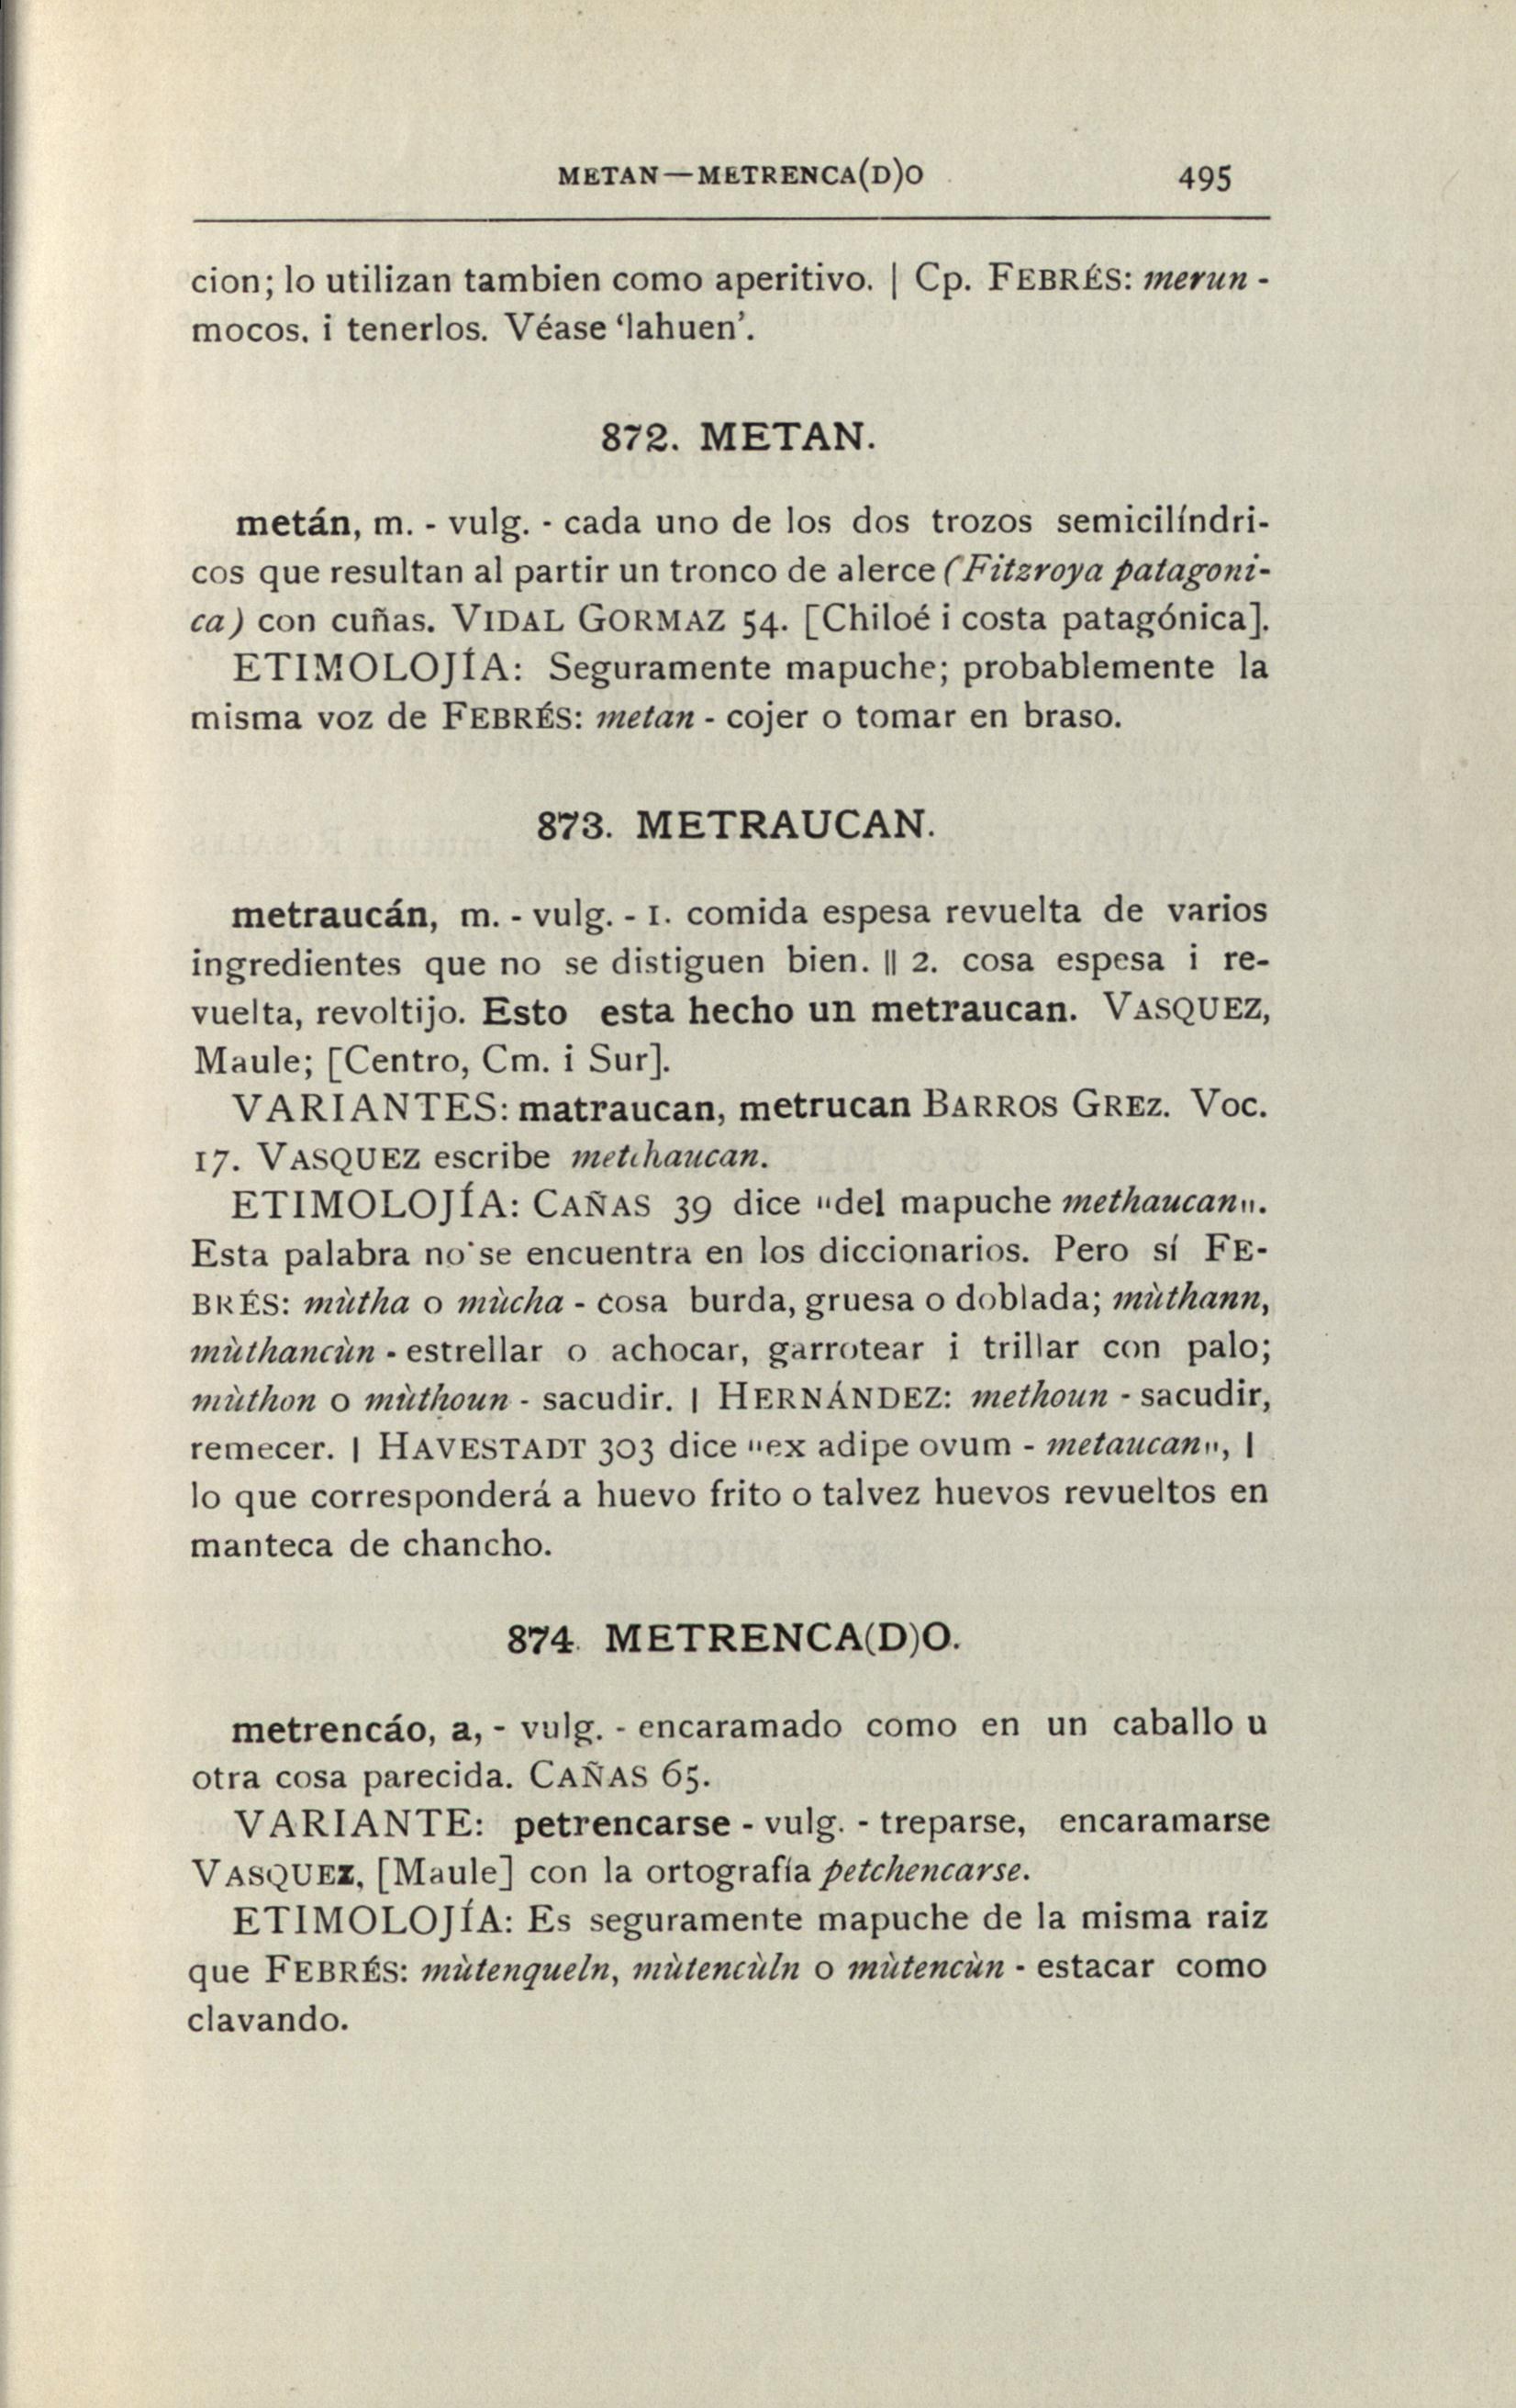 METAN—METRENCA(D)O 495
cion; lo utilizan tambien como aperitivo. | Cp. FEBRÉS: merun -
mocos. i tenerlos. Véase ‘lahuen’.
872. METAN.
metán, m. - vulg. - cada uno de los dos trozos semicilíndri-
cos que resultan al partir un tronco de alerce (Fitzroya patagoni-
ca) con cuñas. VIDAL GORMAZ 54. [Chiloé i costa patagónica].
ETIMOLOJÍA: Seguramente mapuche; probablemente la
misma voz de FEBRÉS: metan - cojer o tomar en braso.
873. METRAUCAN.
metraucán, m. - vulg. - 1. comida espesa revuelta de varios
ingredientes que no se distiguen bien. || 2. cosa espesa i re-
vuelta, revoltijo. Esto esta hecho un metraucan. VASQUEZ,
Maule; [Centro, Cm. i Sur].
VARIANTES: matraucan, metrucan BARROS GREZ. Voc.
17. VASQUEZ escribe metchaucan.
ETIMOLOJÍA: CAÑAS 39 dice "del mapuche methaucan".
Esta palabra no se encuentra en los diccionarios. Pero sí FE-
BRÉS: mùtha o mùcha - cosa burda, gruesa o doblada; mùthann,
mùthancùn - estrellar o achocar, garrotear i trillar con palo;
mùthon o mùthoun - sacudir. | HERNÁNDEZ: methoun - sacudir,
remecer. | HAVESTADT 303 dice "ex adipe ovum - metaucan", |
lo que corresponderá a huevo frito o talvez huevos revueltos en
manteca de chancho.
874. METRENCA(D)O.
metrencáo, a, - vulg. - encaramado como en un caballo u
otra cosa parecida. CAÑAS 65.
VARIANTE: petrencarse - vulg. - treparse, encaramarse
VASQUEZ, [Maule] con la ortografía petchencarse.
ETIMOLOJÍA: Es seguramente mapuche de la misma raiz
que FEBRÉS: mùtenqueln, mùtencùln o mùtencùn - estacar como
clavando.